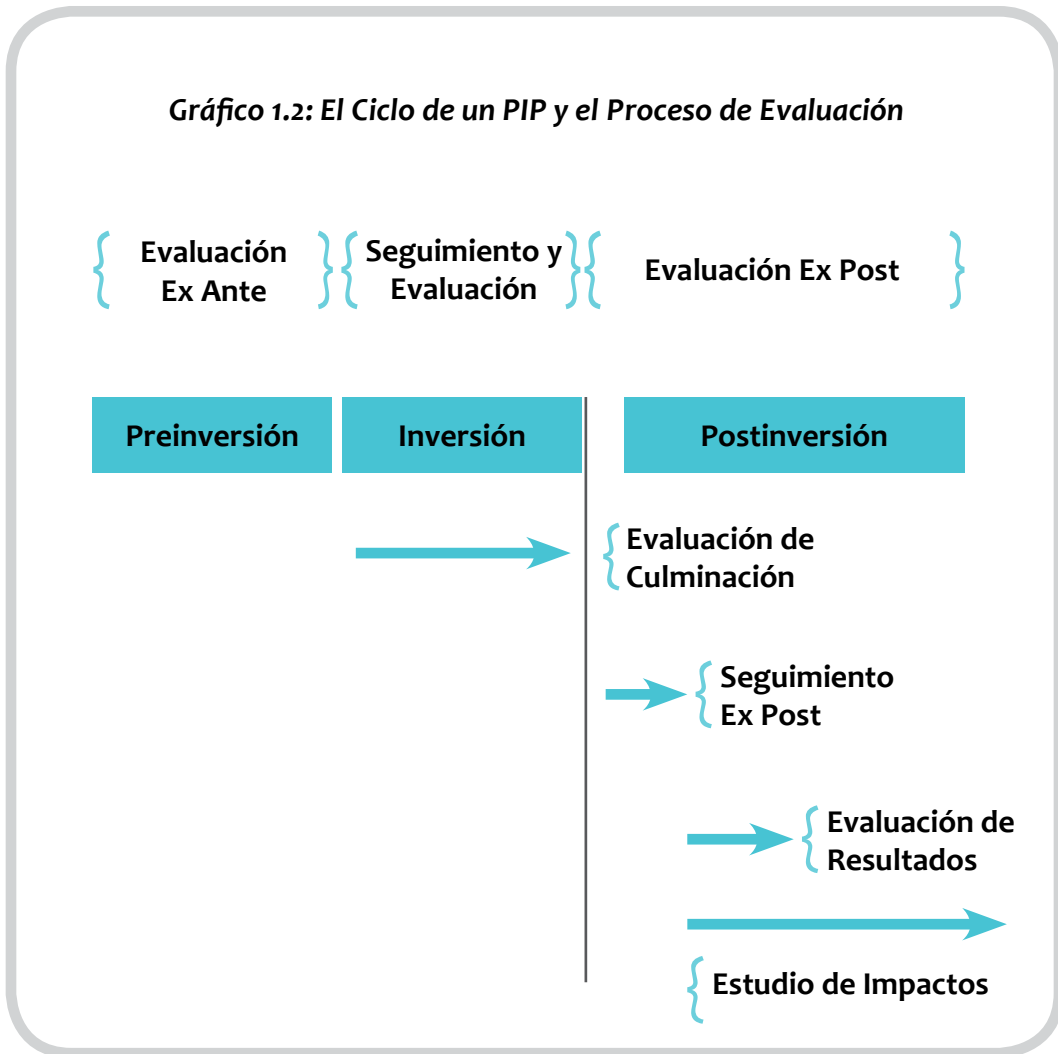 Gráfico 1.2: El Ciclo de un PIP y el Proceso de Evaluación
Evaluación
Ex Ante
Seguimiento y
Evaluación
Evaluación Ex Post
Preinversión
Inversión
Postinversión
Evaluación de
Culminación
Seguimiento
Ex Post
Evaluación de
Resultados
Estudio de Impactos